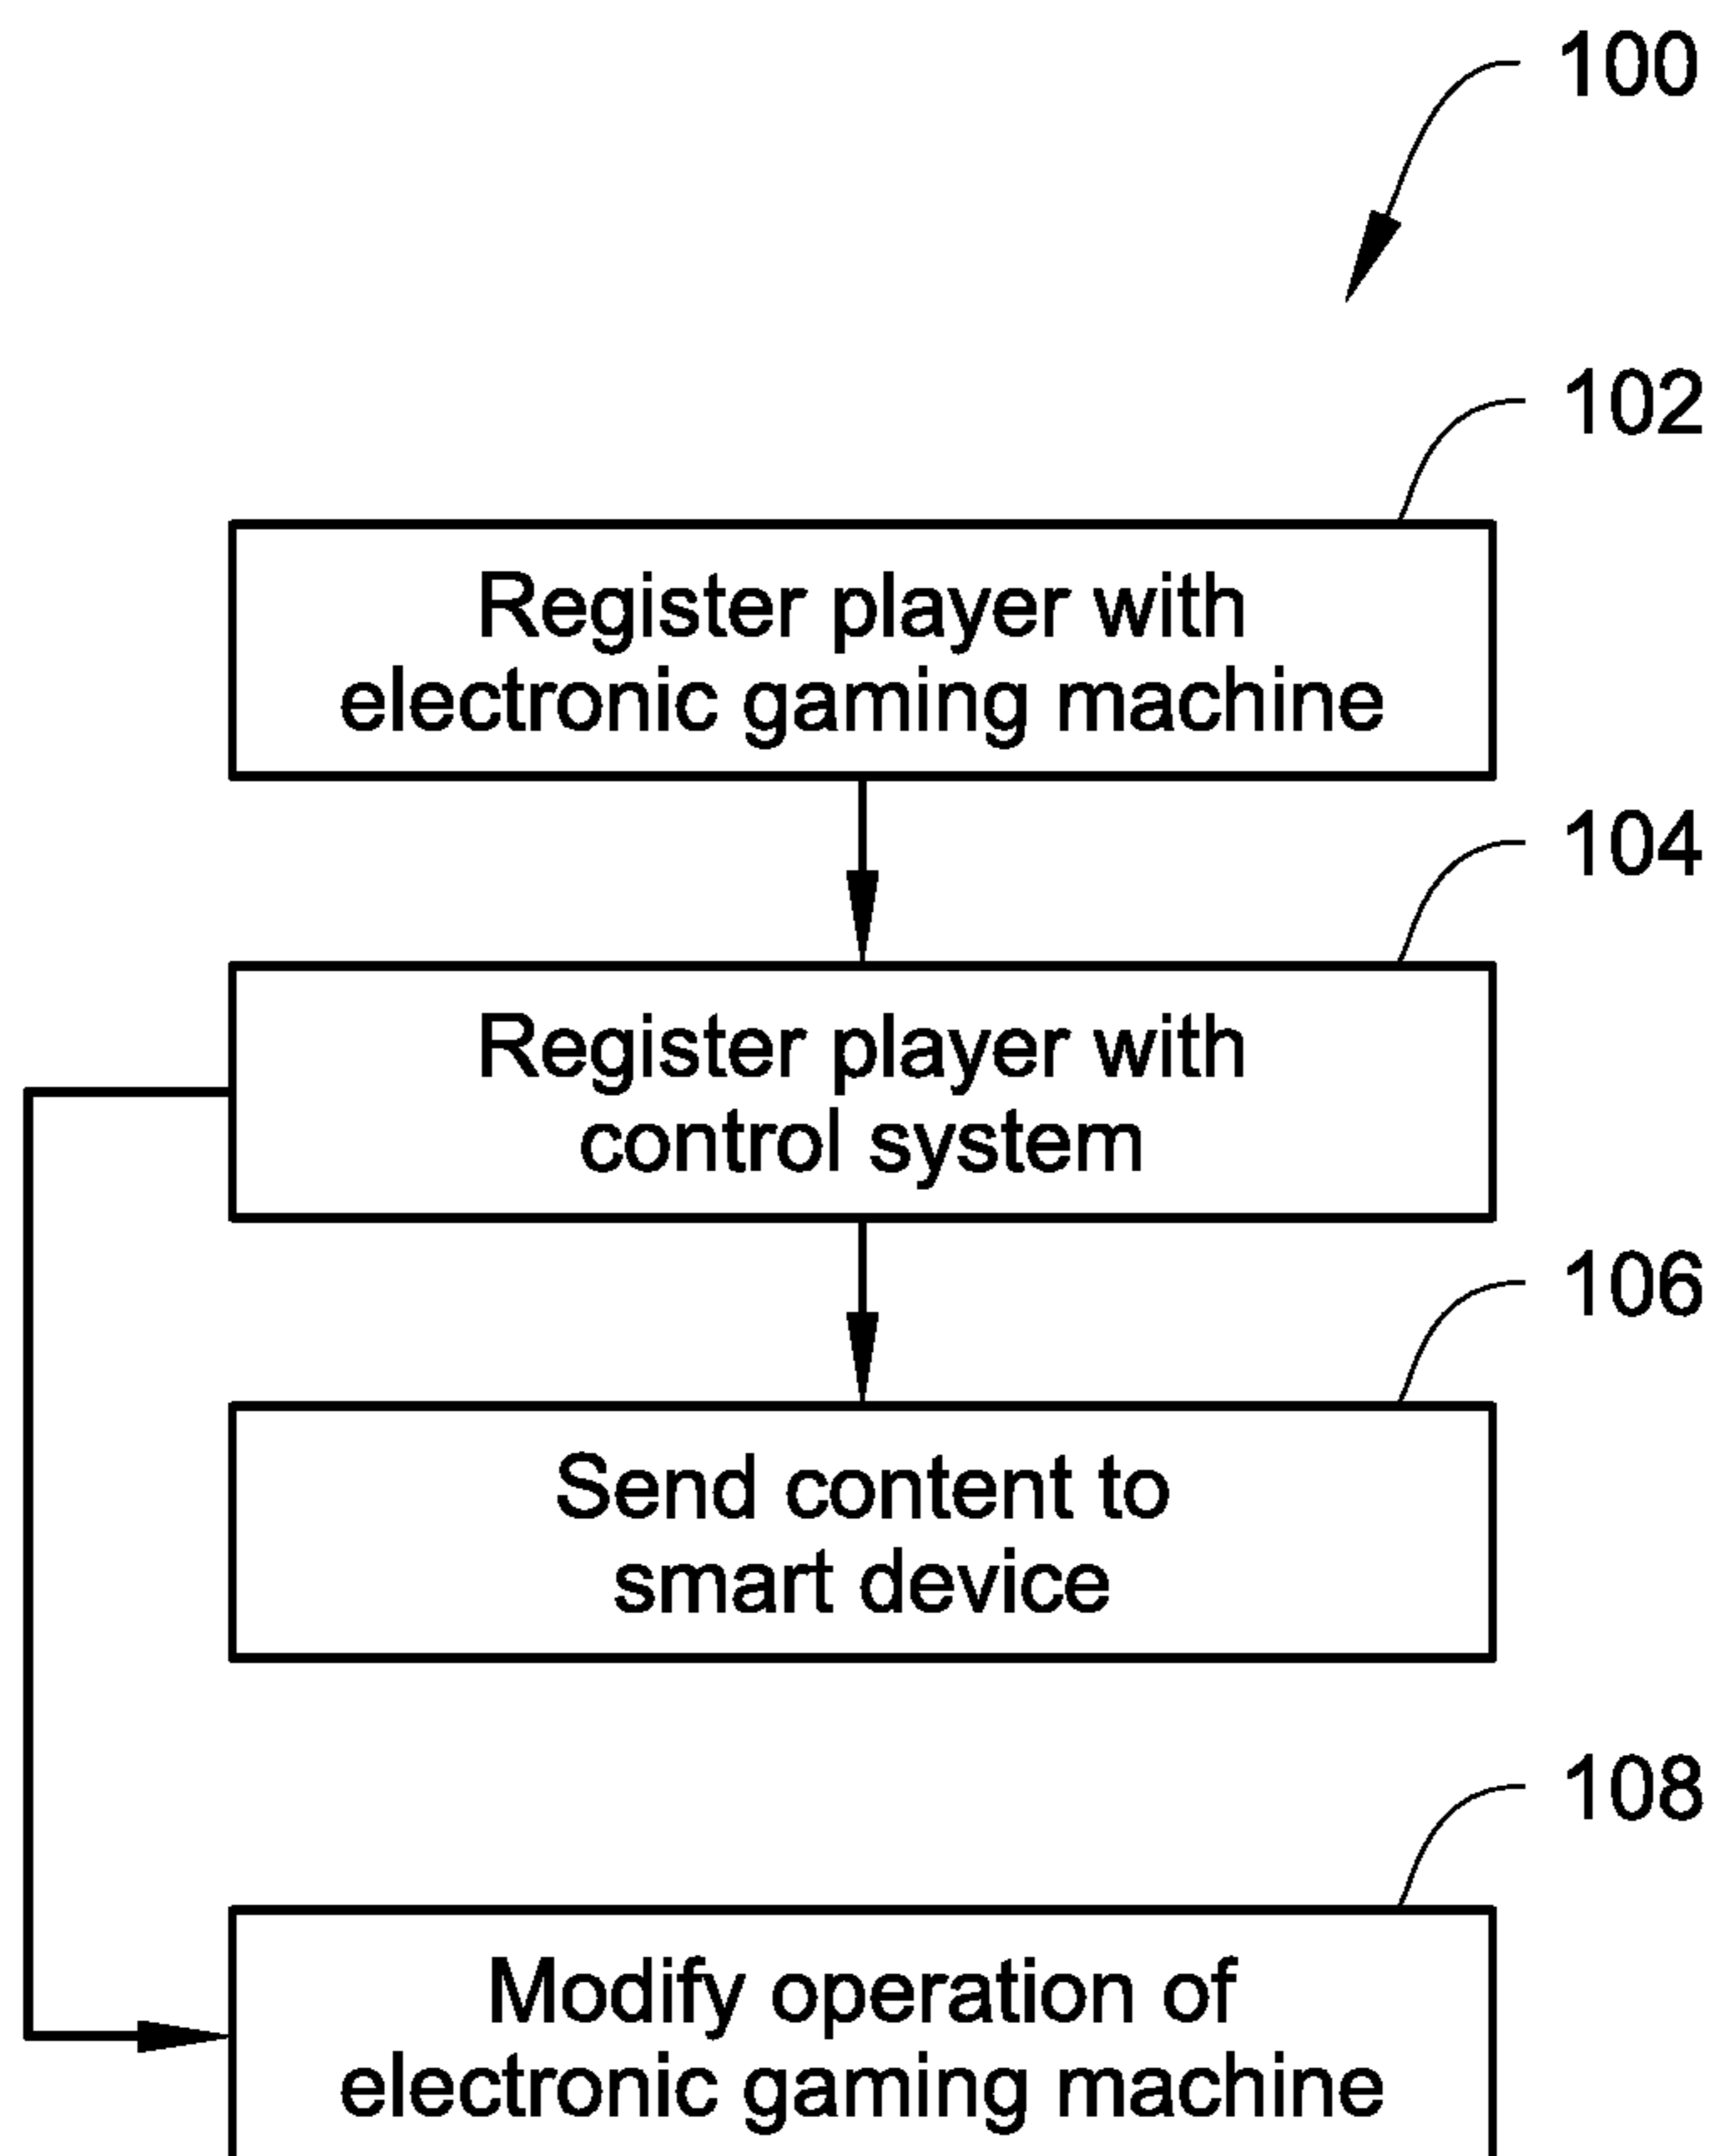 100
102
Register player with
electronic gaming machine
104
Register player with
control system
106
Send content to
smart device
108
Modify operation of
electronic gaming machine